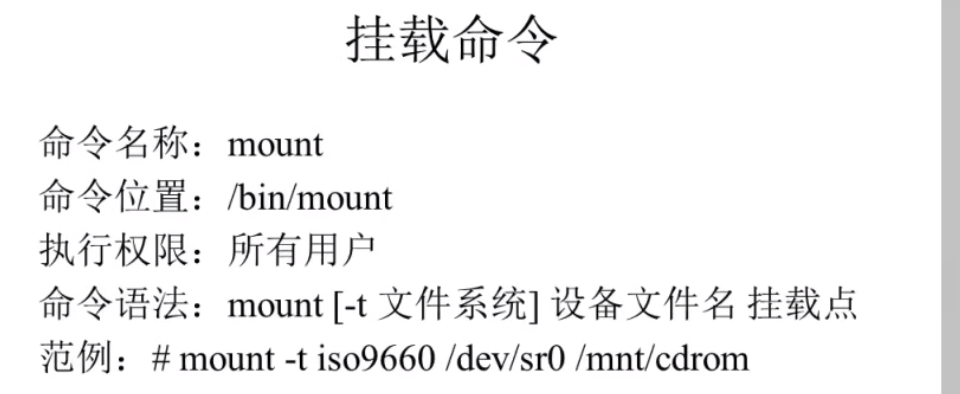 挂载命令
命令名称：mount
命令位置：/bin/mount
执行权限：所有用户
命令语法：mount [-t 文件系统] 设备文件名 挂载点
范例：# mount -t iso9660 /dev/sr0 /mnt/cdrom